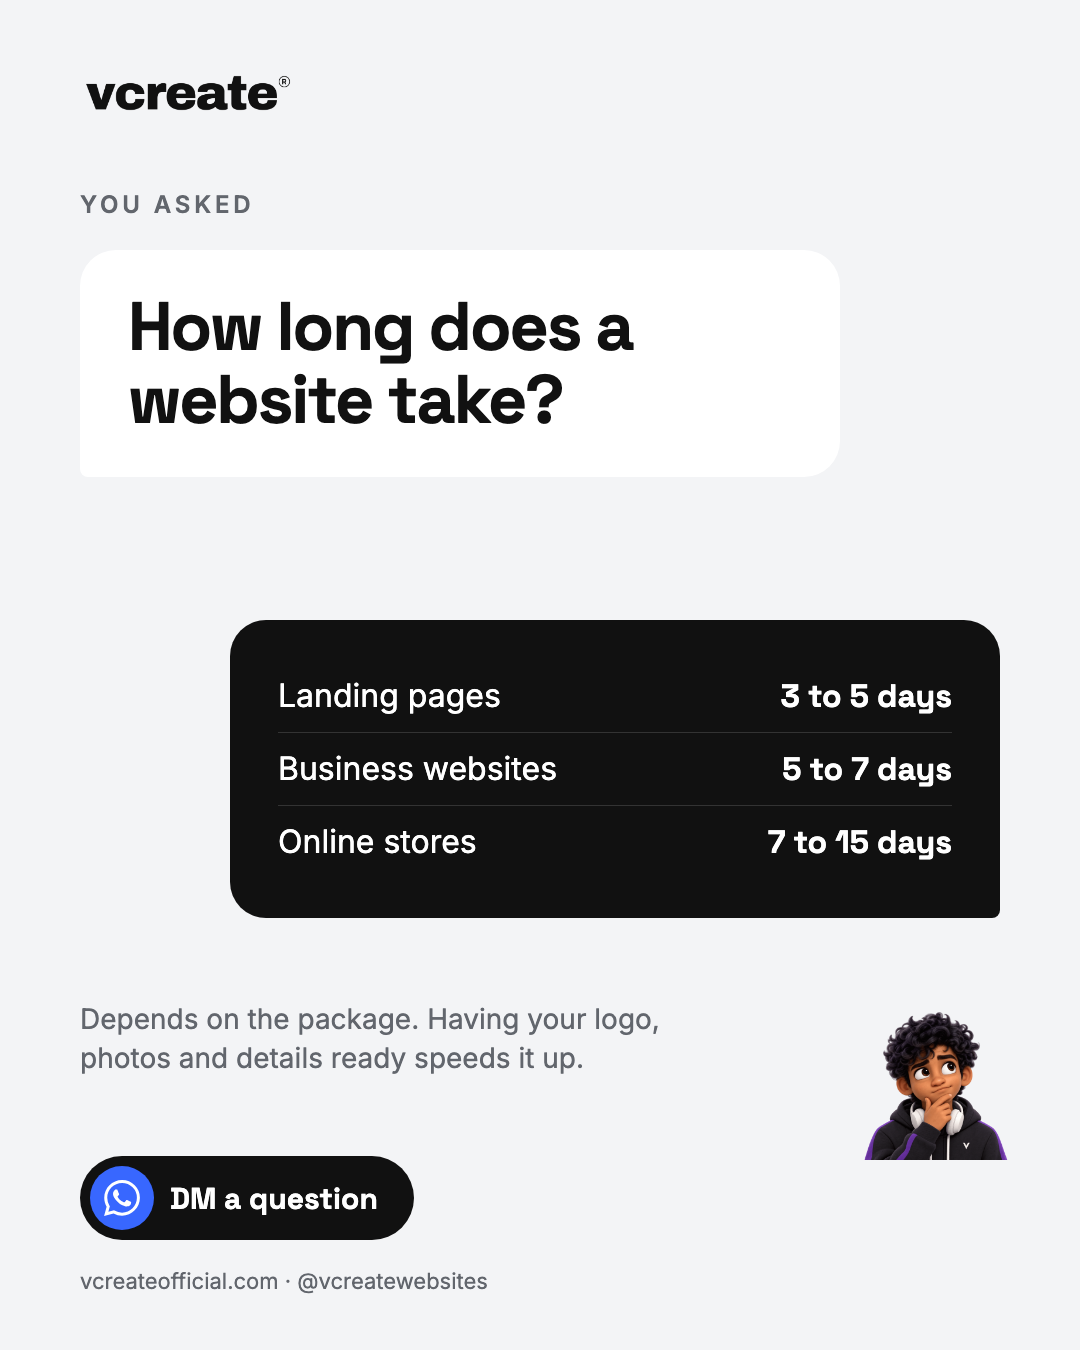 vcreate®
YOU ASKED
How long does a
website take?
Landing pages 3 to 5 days
Business websites 5 to 7 days
Online stores 7 to 15 days
Depends on the package. Having your logo,
photos and details ready speeds it up.
V
DM a question
vcreateofficial.com · @vcreatewebsites